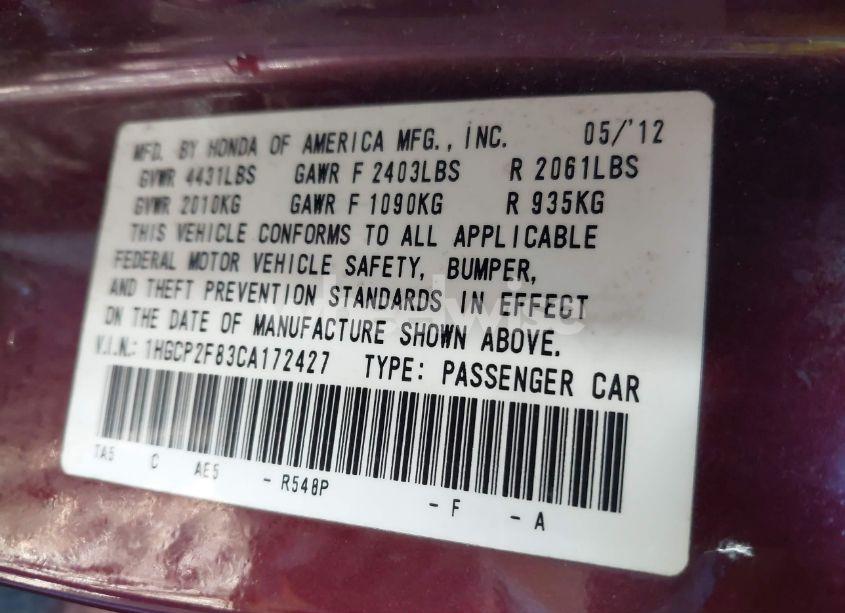 MFD. BY HONDA OF AMERICA MFG., INC. 05/'12
GVWR 4431LBS GAWR F 2403LBS R 2061LBS
GVWR 2010KG GAWR F 1090KG R 935KG
THIS VEHICLE CONFORMS TO ALL APPLICABLE
FEDERAL MOTOR VEHICLE SAFETY, BUMPER,
AND THEFT PREVENTION STANDARDS IN EFFECT
ON THE DATE OF MANUFACTURE SHOWN ABOVE.
V.I.N.: 1HGCP2F83CA172427 TYPE: PASSENGER CAR
TA5 C AE5 - R548P - F - A